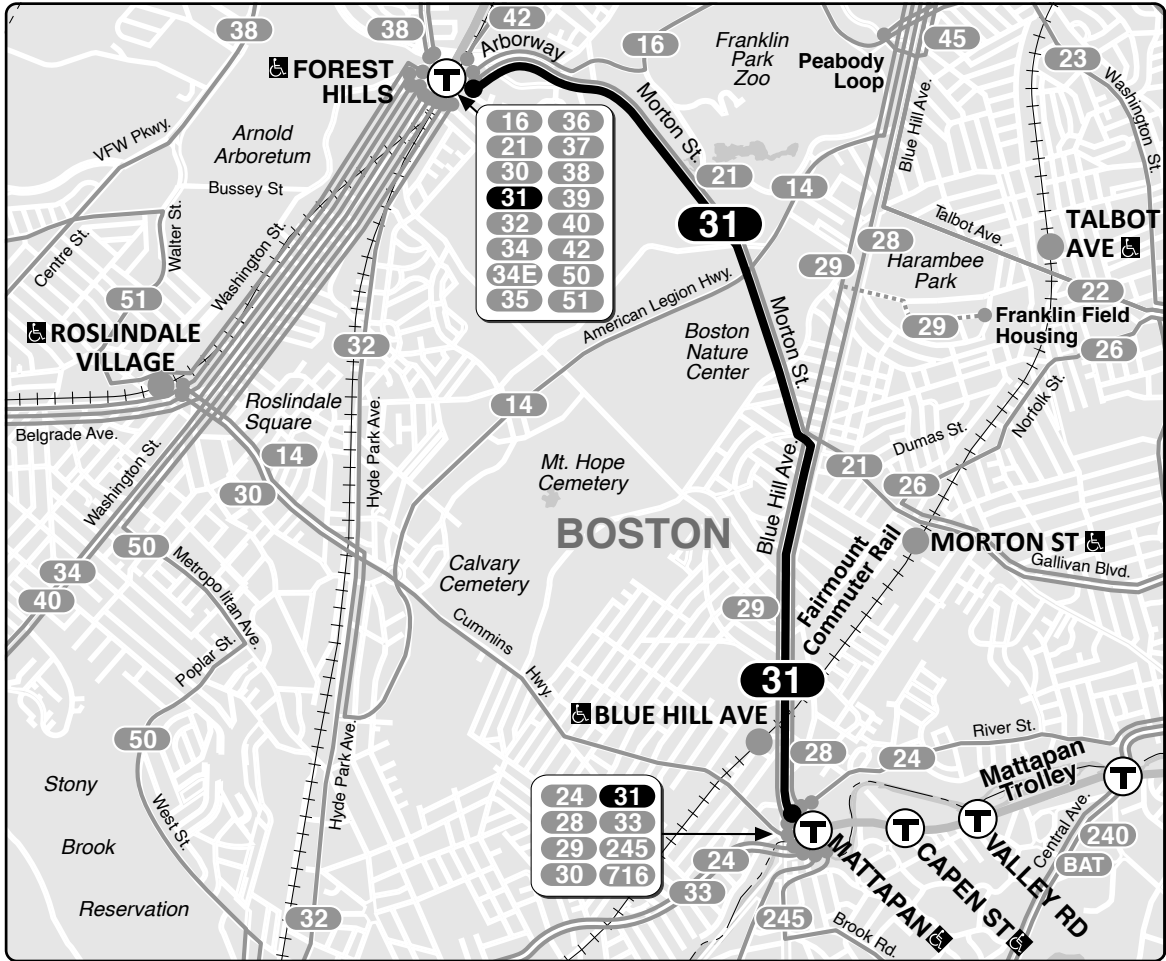 38
38
42
Arborway
16
Franklin
Park
Zoo
Peabody
Loop
45
23
Washington St.
FOREST
HILLS
T
VFW Pkwy.
Arnold
Arboretum
Bussey St
Morton St.
Blue Hill Ave.
16 36
21 37
30 38
31 39
32 40
34 42
34E 50
35 51
21
14
31
Centre St.
Walter St.
Washington St.
Talbot Ave.
TALBOT
AVE
28
29
Harambee
Park
51
American Legion Hwy.
22
29
Franklin Field
Housing
26
ROSLINDALE
VILLAGE
32
Boston
Nature
Center
Morton St.
Norfolk St.
Roslindale
Square
14
Belgrade Ave.
Hyde Park Ave.
Dumas St.
14
21
26
Washington St.
30
Mt. Hope
Cemetery
Blue Hill Ave.
BOSTON
50
MORTON ST
Gallivan Blvd.
34
40
Metropo litan Ave.
Calvary
Cemetery
Fairmount
Commuter Rail
29
Cummins
Hwy.
Poplar St.
31
BLUE HILL AVE
50
Hyde Park Ave.
28
24
River St.
Mattapan
Trolley
T
Stony
Brook
Reservation
West St.
24 31
28 33
29 245
30 716
T
T
T
MATTAPAN
CAPEN ST
VALLEY RD
Central Ave.
240
BAT
24
33
32
245
Brook Rd.